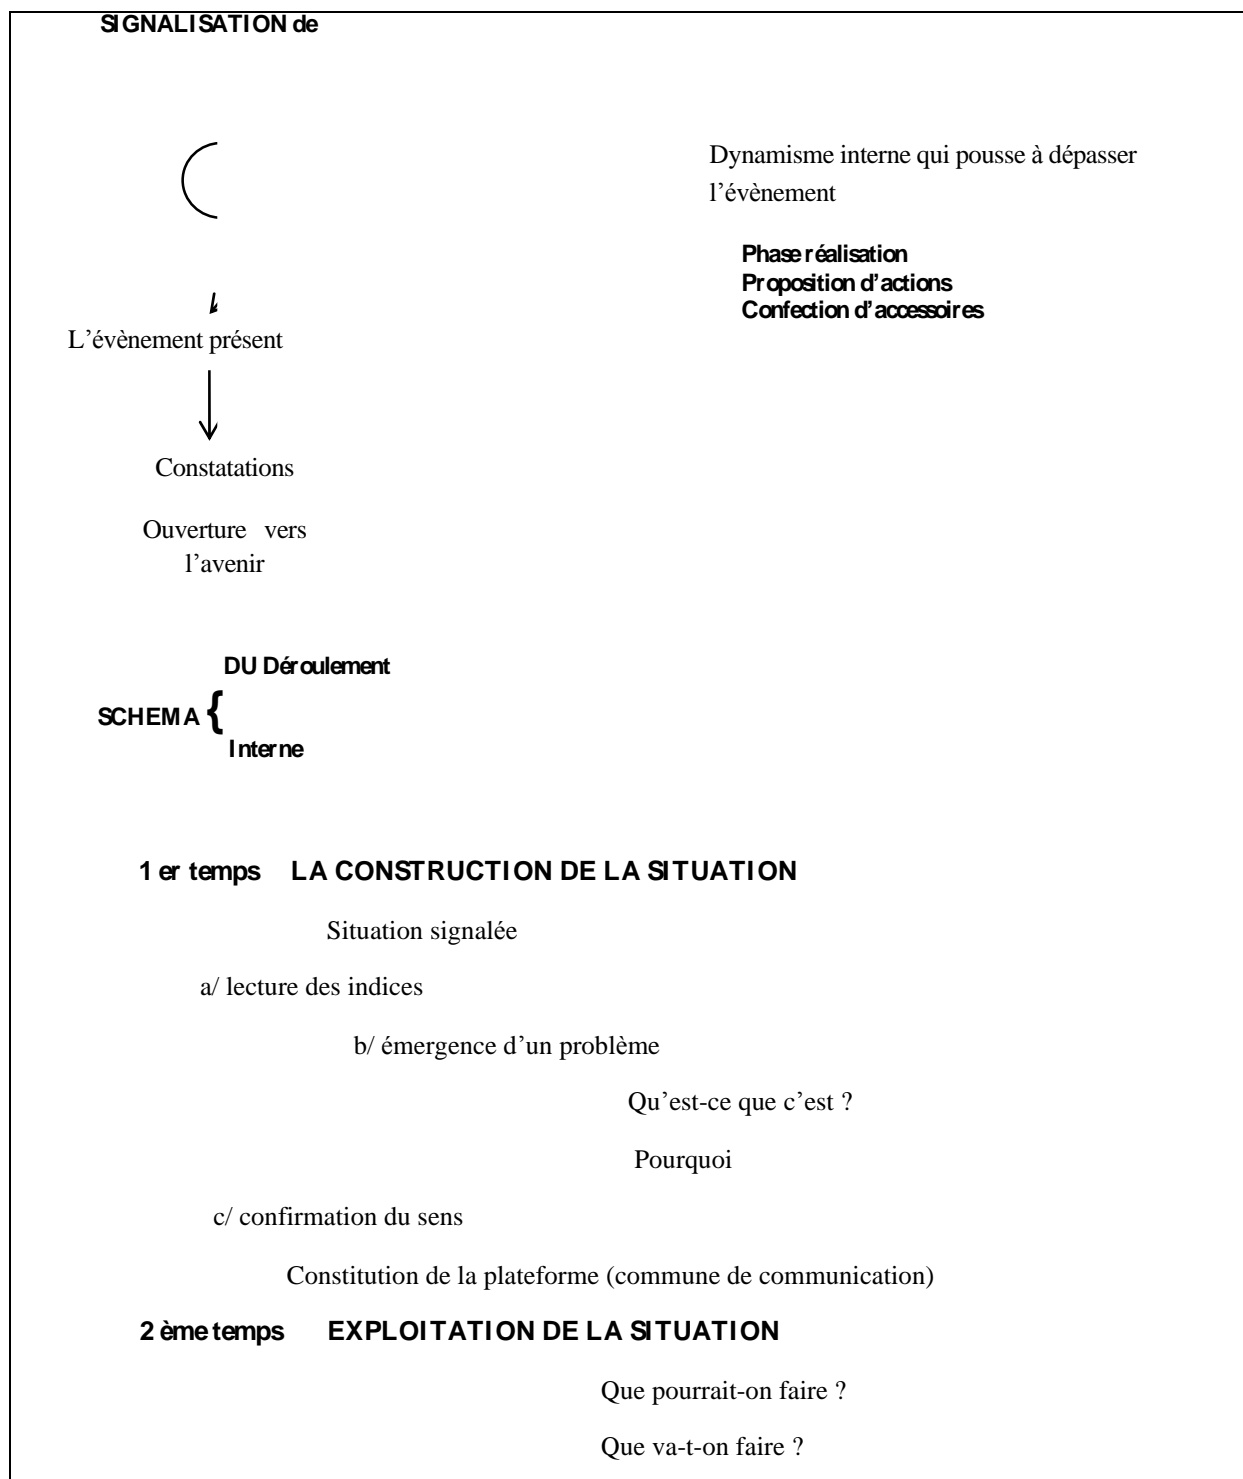 SIGNALISATION de
Dynamisme interne qui pousse à dépasser
l’évènement
Phase réalisation
Proposition d’actions
Confection d’accessoires
L’évènement présent
Constatations
Ouverture vers
l’avenir
DU Déroulement
SCHEMA {
Interne
1 er temps LA CONSTRUCTION DE LA SITUATION
Situation signalée
a/ lecture des indices
b/ émergence d’un problème
Qu’est-ce que c’est ?
Pourquoi
c/ confirmation du sens
Constitution de la plateforme (commune de communication)
2 ème temps EXPLOITATION DE LA SITUATION
Que pourrait-on faire ?
Que va-t-on faire ?